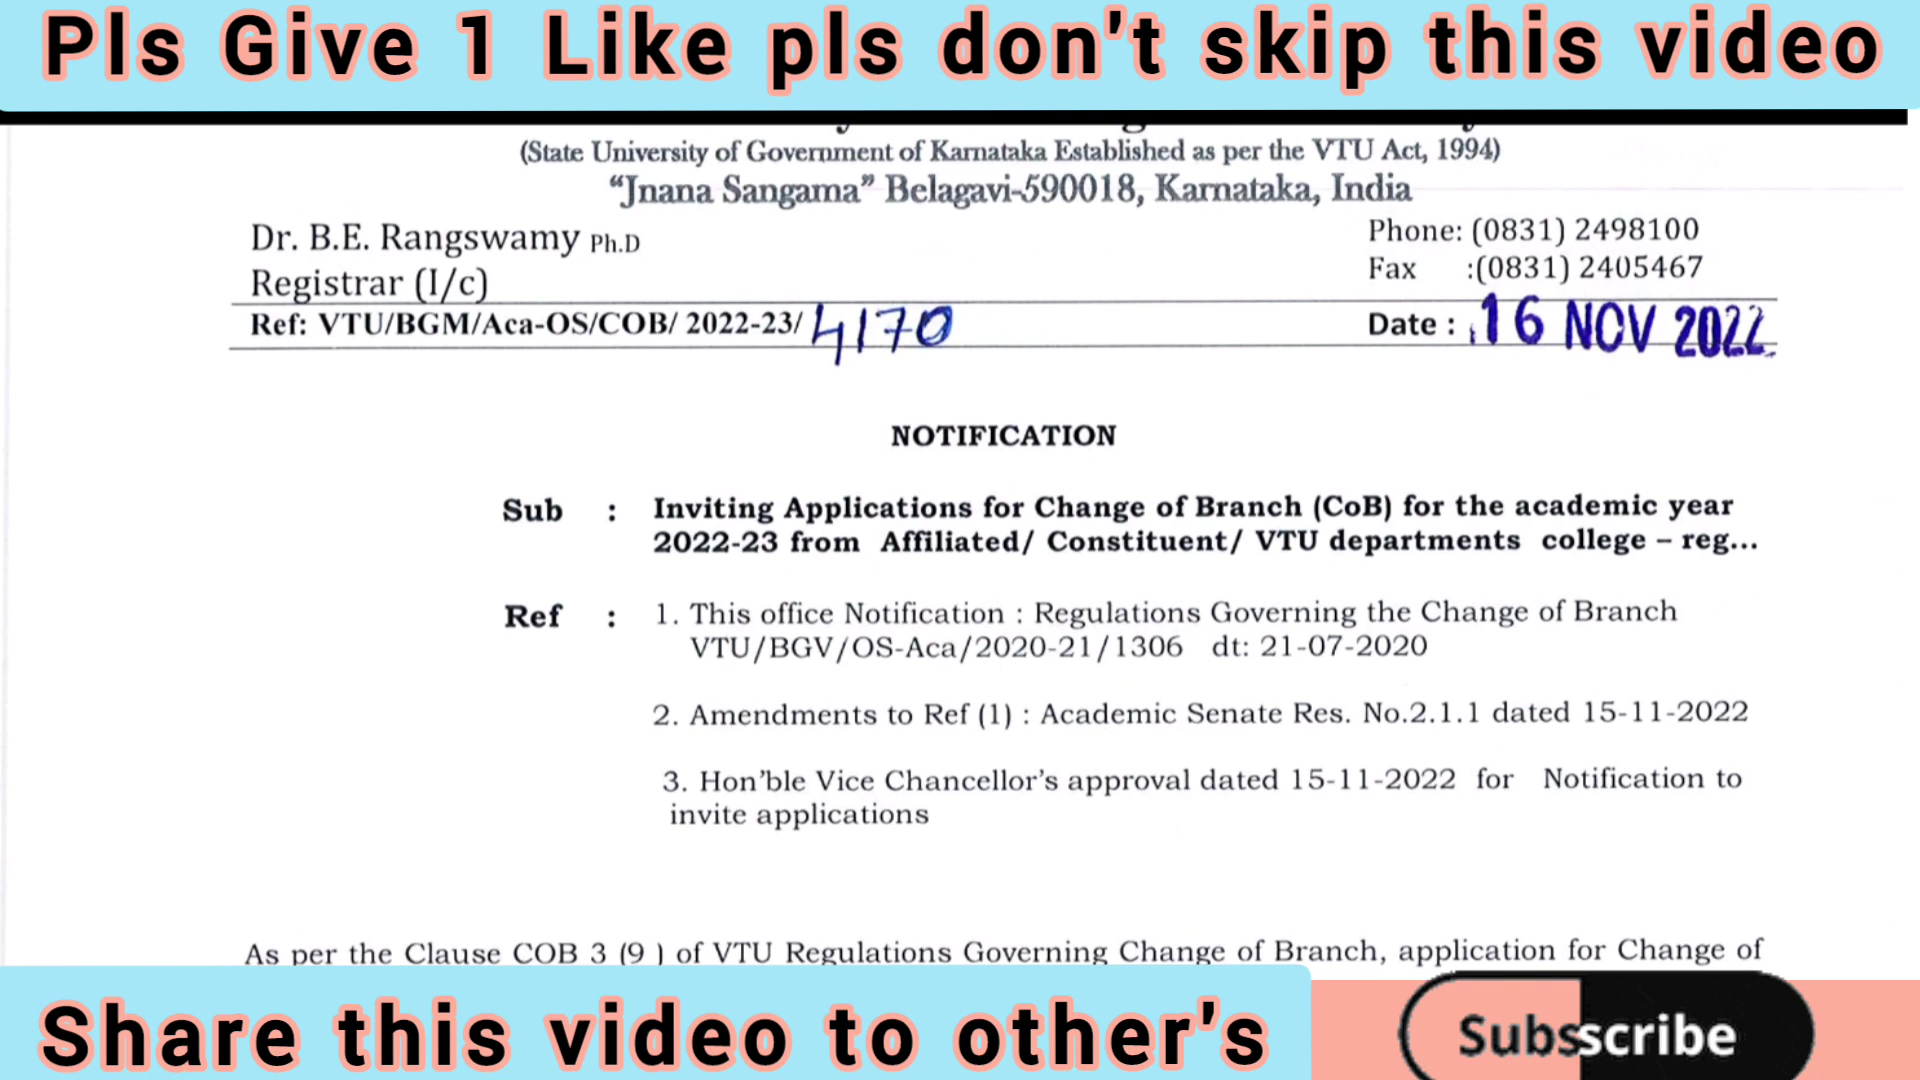 Pls Give 1 Like pls don't skip this video
(State University of Government of Karnataka Established as per the VTU Act, 1994)
“Jnana Sangama” Belagavi-590018, Karnataka, India
Dr. B.E. Rangswamy Ph.D
Phone: (0831) 2498100
Registrar (I/c)
Fax :(0831) 2405467
Ref: VTU/BGM/Aca-OS/COB/ 2022-23/ 4170
Date : 16 NOV 2022
NOTIFICATION
Sub : Inviting Applications for Change of Branch (CoB) for the academic year
2022-23 from Affiliated/ Constituent/ VTU departments college – reg...
Ref : 1. This office Notification : Regulations Governing the Change of Branch
VTU/BGV/OS-Aca/2020-21/1306 dt: 21-07-2020
2. Amendments to Ref (1) : Academic Senate Res. No.2.1.1 dated 15-11-2022
3. Hon’ble Vice Chancellor’s approval dated 15-11-2022 for Notification to
invite applications
As per the Clause COB 3 (9 ) of VTU Regulations Governing Change of Branch, application for Change of
Share this video to other's
Subsscribe